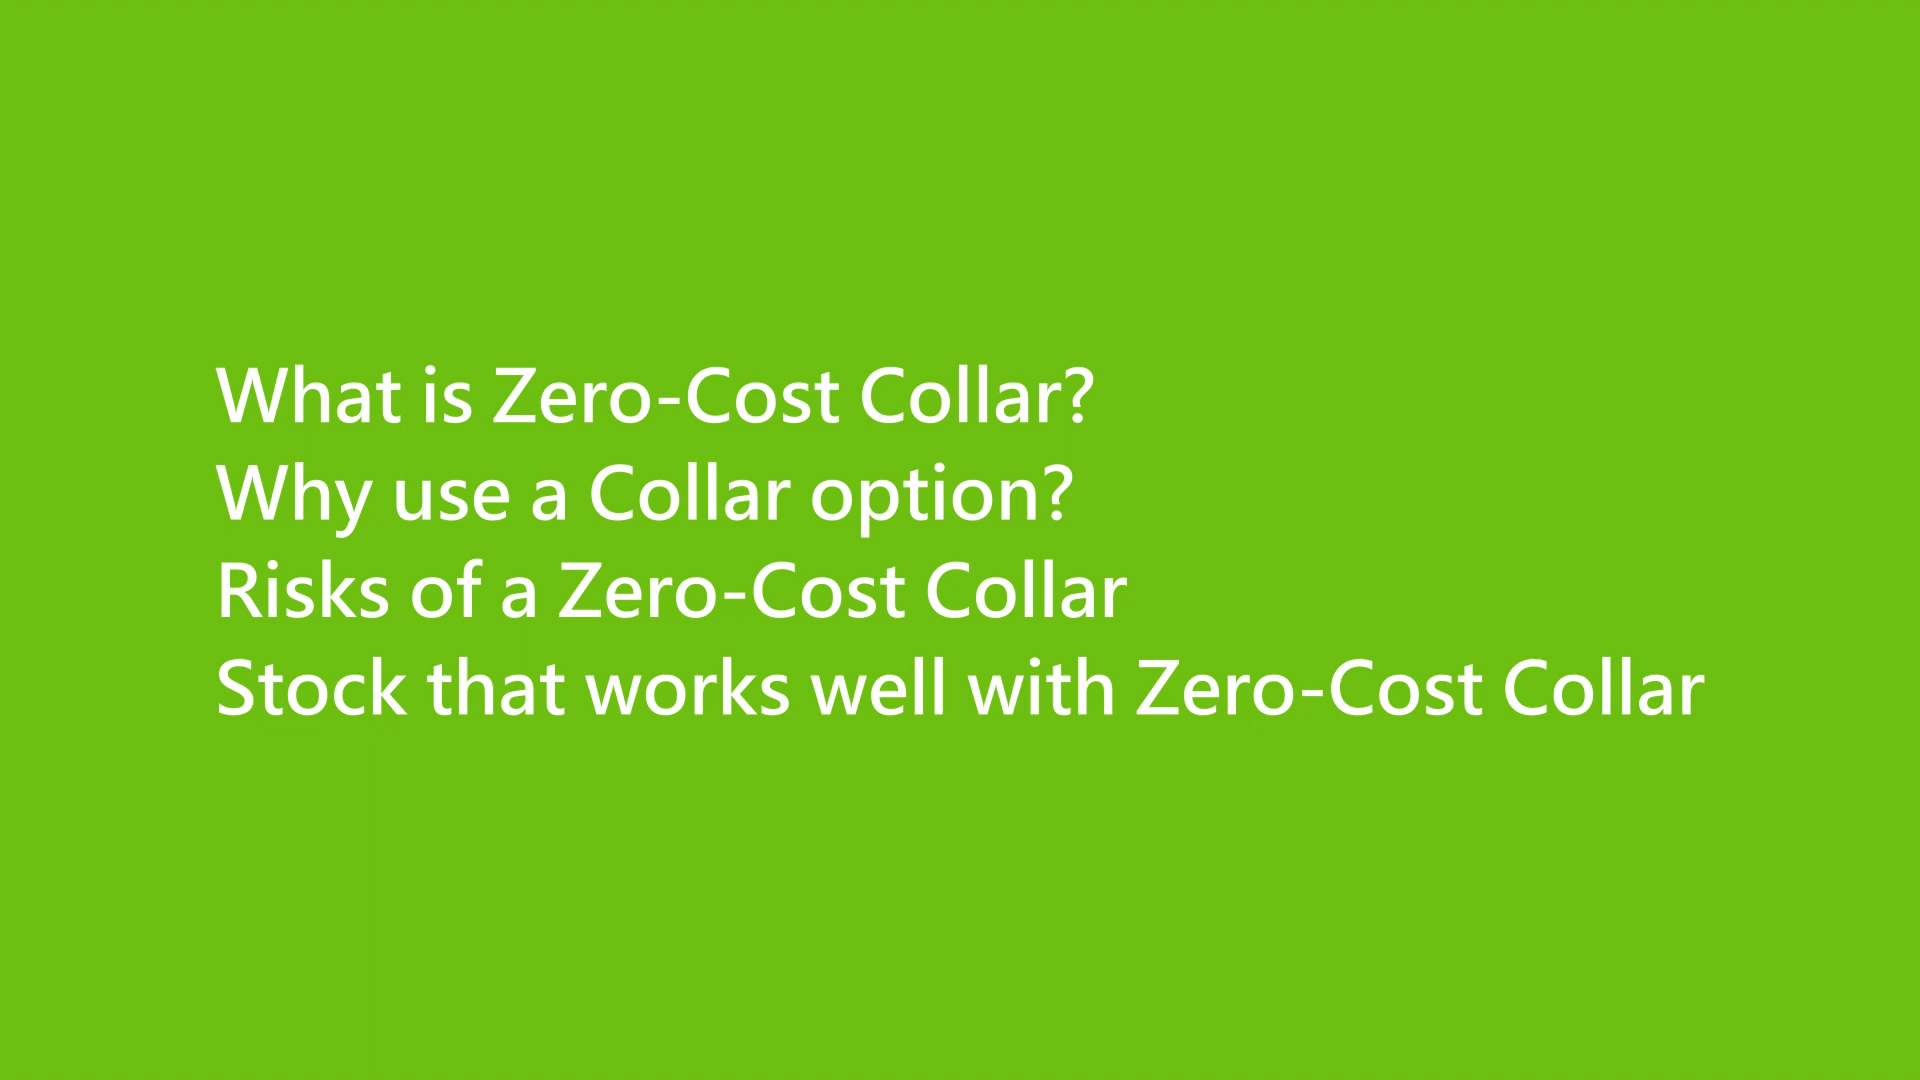 What is Zero-Cost Collar?
Why use a Collar option?
Risks of a Zero-Cost Collar
Stock that works well with Zero-Cost Collar